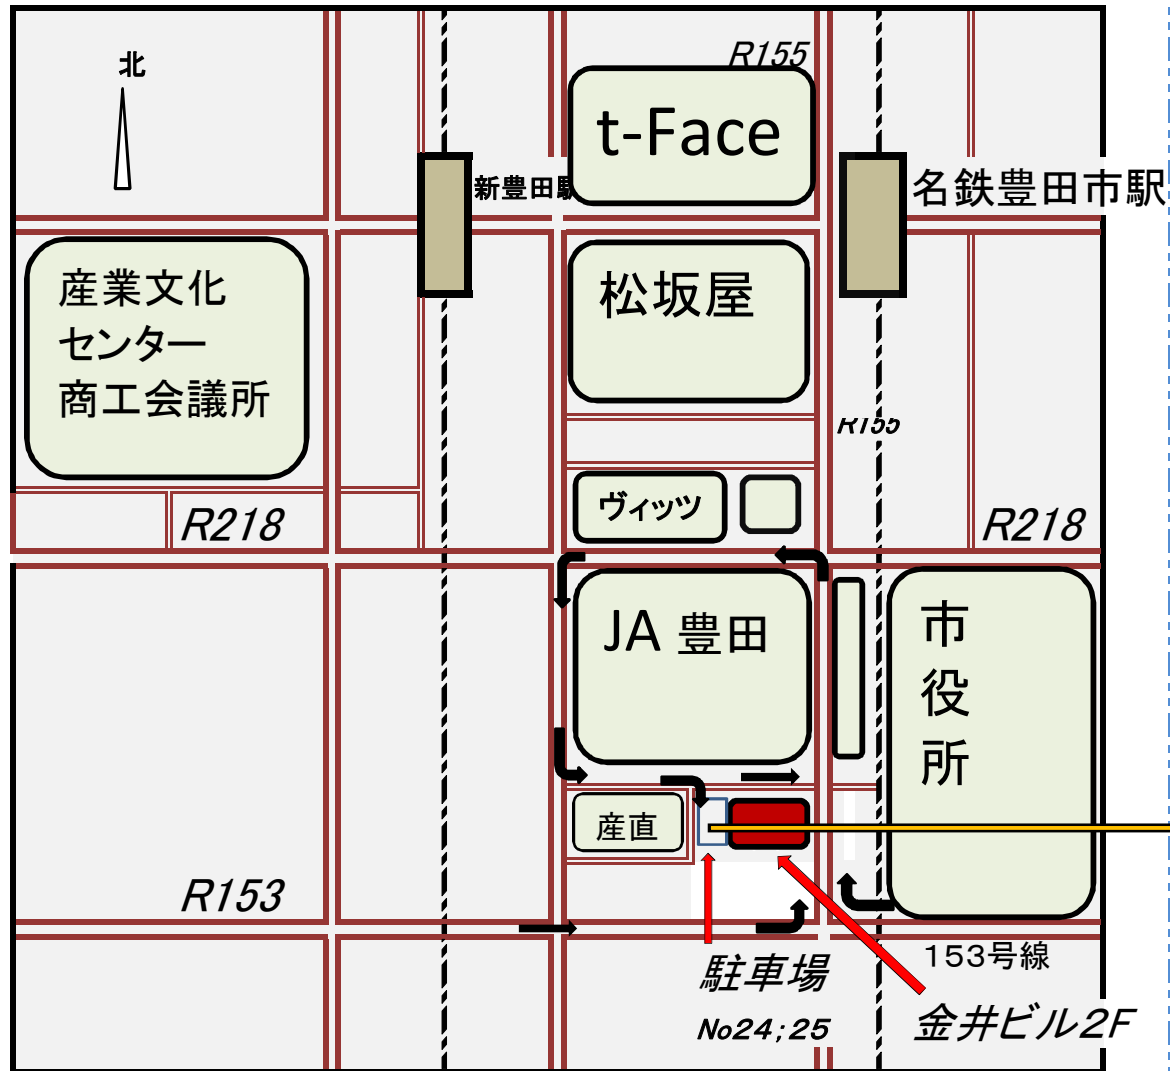 R155
北
t-Face
新豊田駅
名鉄豊田市駅
産業文化
センター
商工会議所
松坂屋
R155
ヴィッツ
R218
R218
JA 豊田
市
役
所
産直
R153
153号線
駐車場
No24;25
金井ビル2F